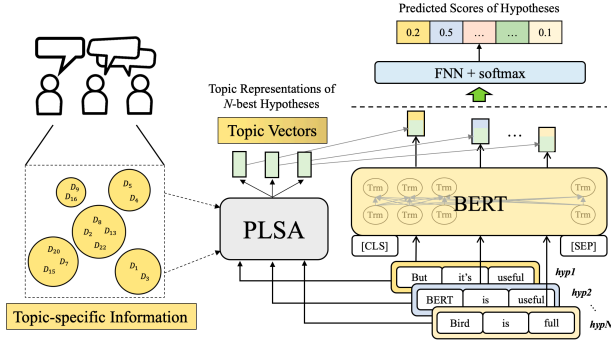 Predicted Scores of Hypotheses
0.2 0.5 ... ... 0.1
FNN + softmax
Topic Representations of
N-best Hypotheses
Topic Vectors
...
Trm Trm Trm Trm
Trm Trm Trm Trm
BERT
PLSA
[CLS] [SEP]
D9
D16
D5
D4
D8
D2 D13
D22
D20
D7
D15
D1
D3
Topic-specific Information
But it's useful hyp1
BERT is useful hyp2
...
Bird is full hypN